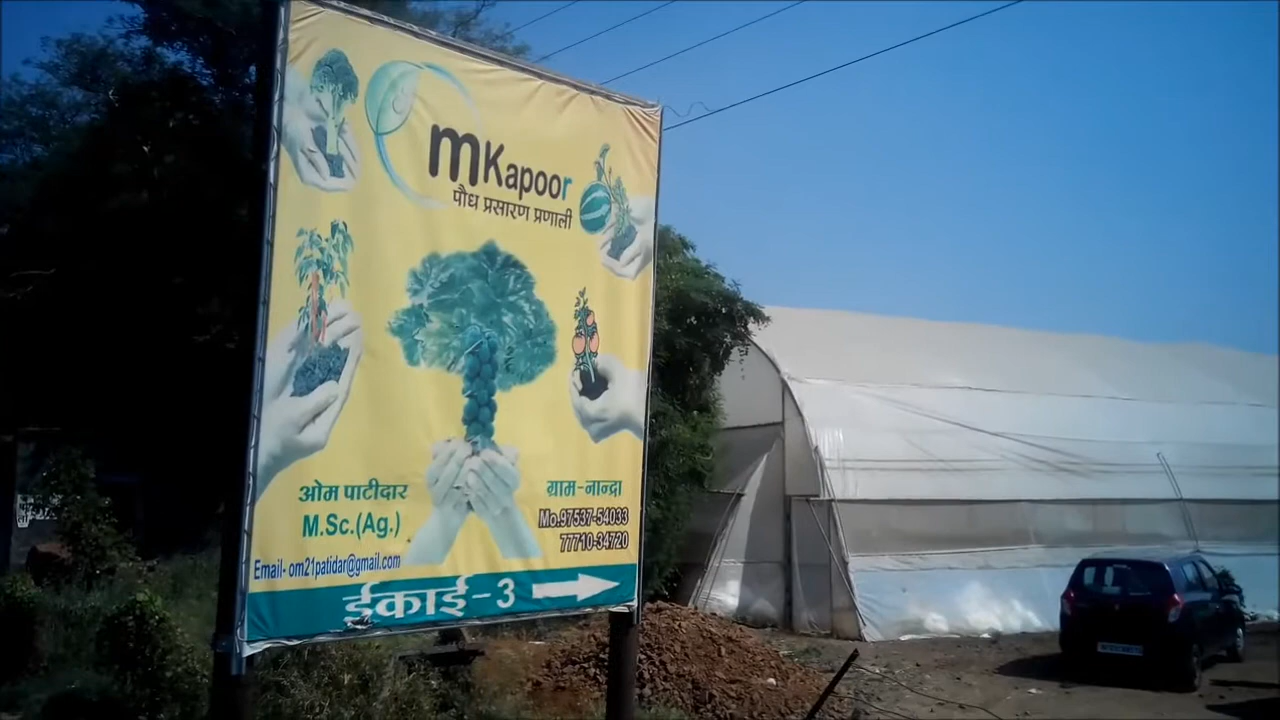 mKapoor
पौध प्रसारण प्रणाली
ओम पाटीदार
M.Sc.(Ag.)
Email- om21patidar@gmail.com
ग्राम-नान्द्रा
Mo.97537-54033
77710-34720
ईकाई-3